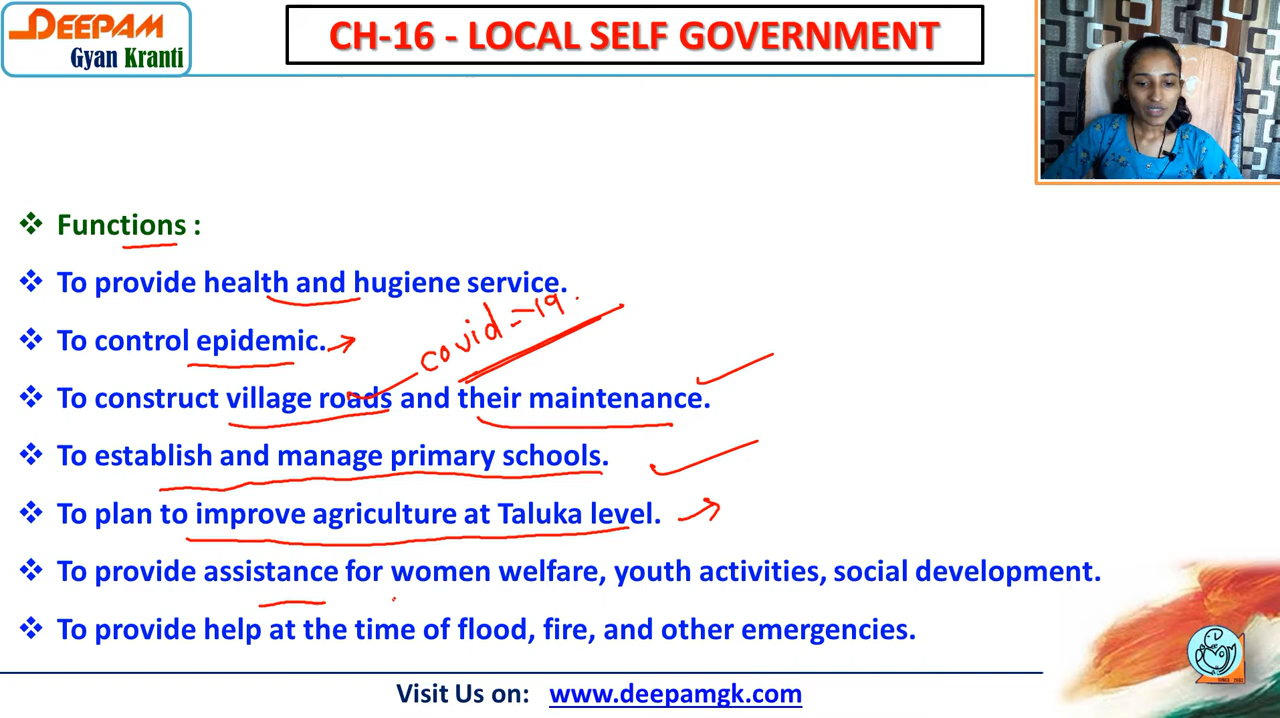 DEEPAM
Gyan Kranti
CH-16 - LOCAL SELF GOVERNMENT
❖ Functions :
❖ To provide health and hugiene service.
covid-19.
❖ To control epidemic.
❖ To construct village roads and their maintenance.
❖ To establish and manage primary schools.
❖ To plan to improve agriculture at Taluka level.
❖ To provide assistance for women welfare, youth activities, social development.
❖ To provide help at the time of flood, fire, and other emergencies.
Visit Us on: www.deepamgk.com